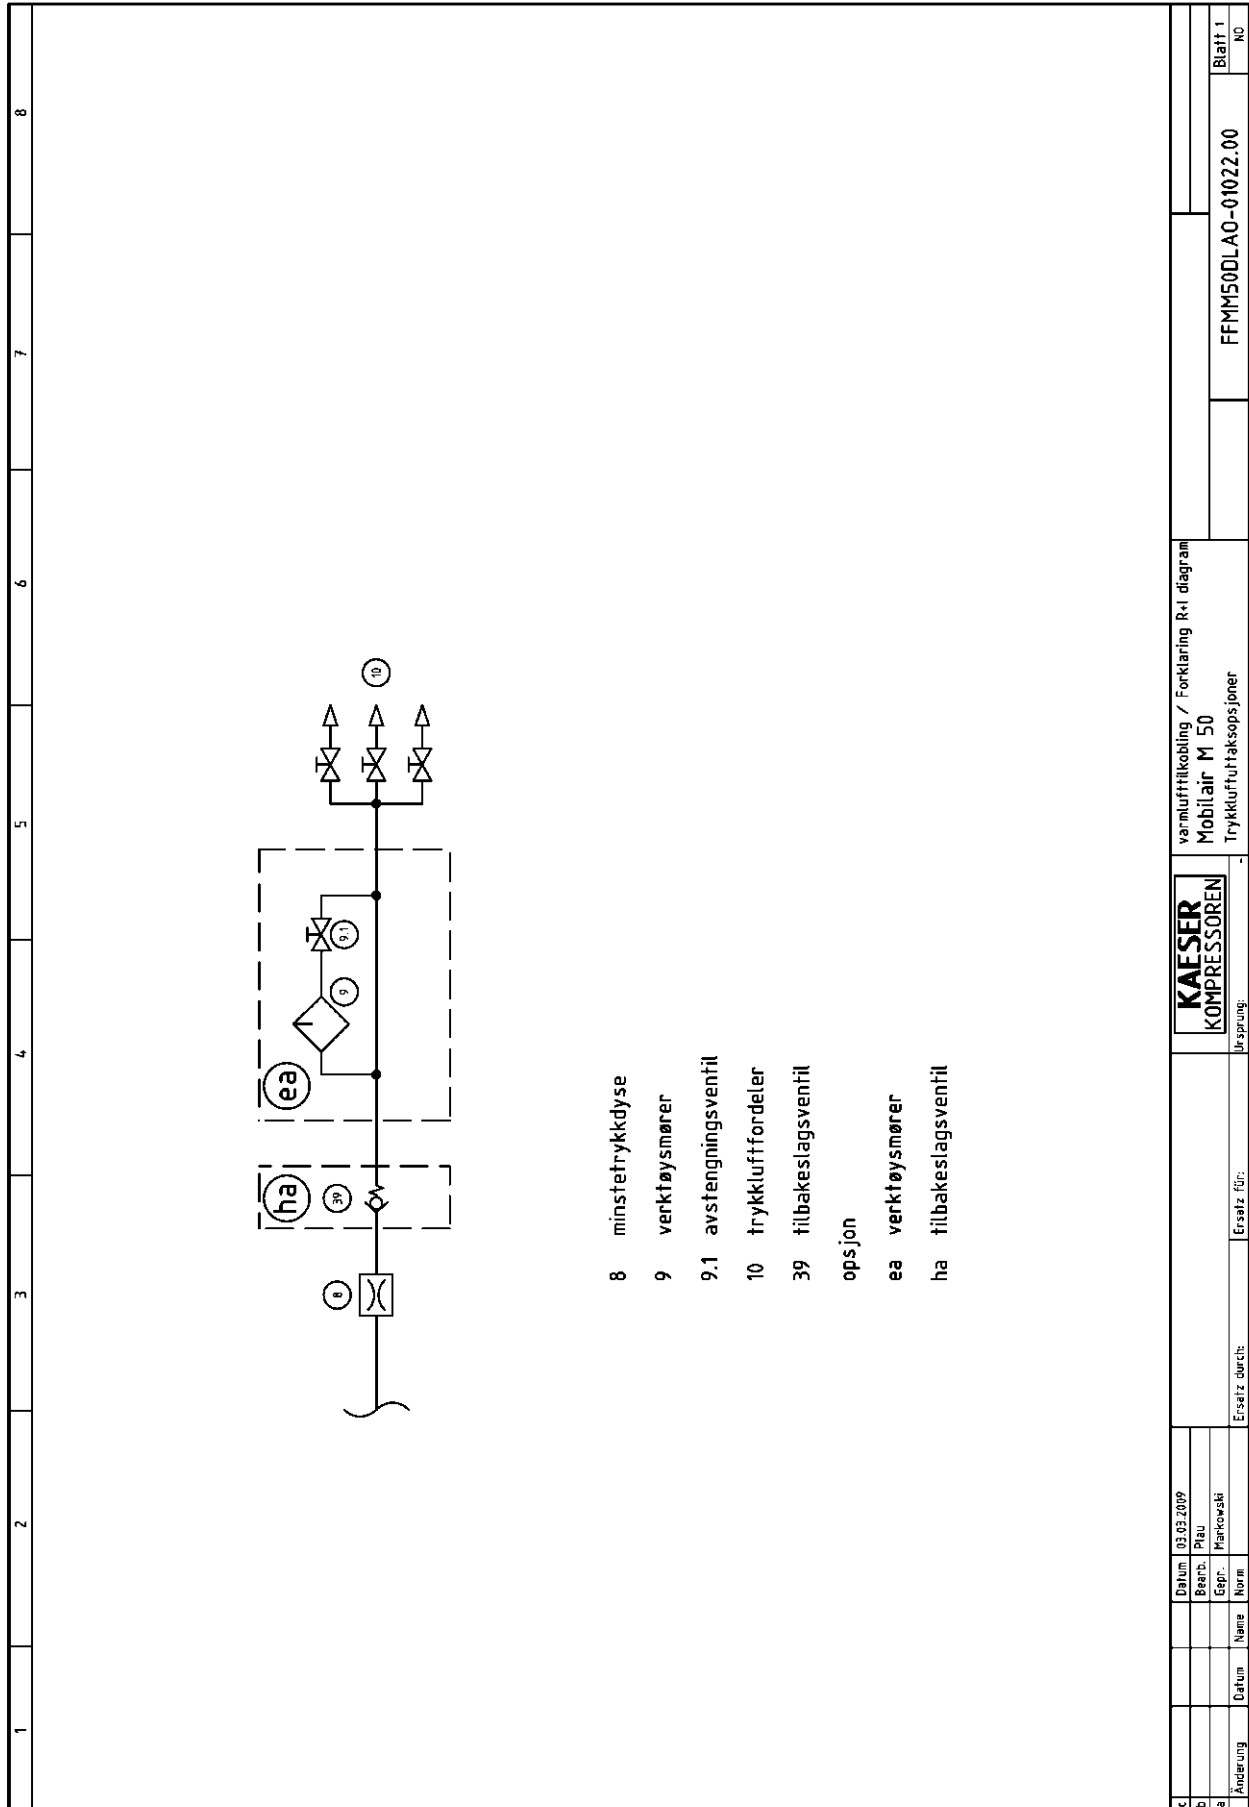 1 2 3 4 5 6 7 8
ha
ea
8
39
9
9.1
10
8 minstetrykkdyse
9 verktøysmører
9.1 avstengningsventil
10 trykkluftfordeler
39 tilbakeslagsventil
opsjon
ea verktøysmører
ha tilbakeslagsventil
c
b
a
Änderung Datum Name
Datum 03.03.2009
Bearb. Plau
Gepr. Markowski
Norm
Ersatz durch:
Ersatz für:
Ursprung: -
KAESER
KOMPRESSOREN
varmlufttilkobling / Forklaring R+I diagram
Mobilair M 50
Trykkluftuttaksopsjoner
FFMM50DLAO-01022.00
Blatt 1
NO